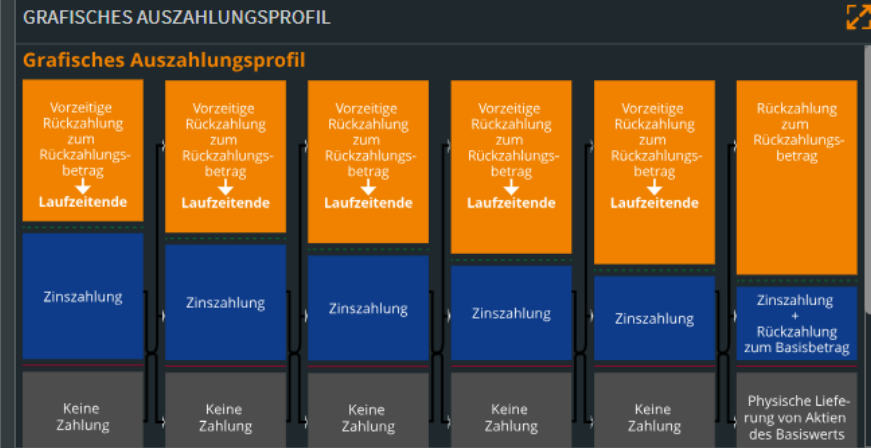 GRAFISCHES AUSZAHLUNGSPROFIL
Grafisches Auszahlungsprofil
Vorzeitige
Rückzahlung
zum
Rückzahlungs-
betrag
Laufzeitende
Vorzeitige
Rückzahlung
zum
Rückzahlungs-
betrag
Laufzeitende
Vorzeitige
Rückzahlung
zum
Rückzahlungs-
betrag
Laufzeitende
Vorzeitige
Rückzahlung
zum
Rückzahlungs-
betrag
Laufzeitende
Vorzeitige
Rückzahlung
zum
Rückzahlungs-
betrag
Laufzeitende
Rückzahlung
zum
Rückzahlungs-
betrag
Zinszahlung
Zinszahlung
Zinszahlung
Zinszahlung
Zinszahlung
Zinszahlung
+
Rückzahlung
zum Basisbetrag
Keine
Zahlung
Keine
Zahlung
Keine
Zahlung
Keine
Zahlung
Keine
Zahlung
Physische Liefe-
rung von Aktien
des Basiswerts